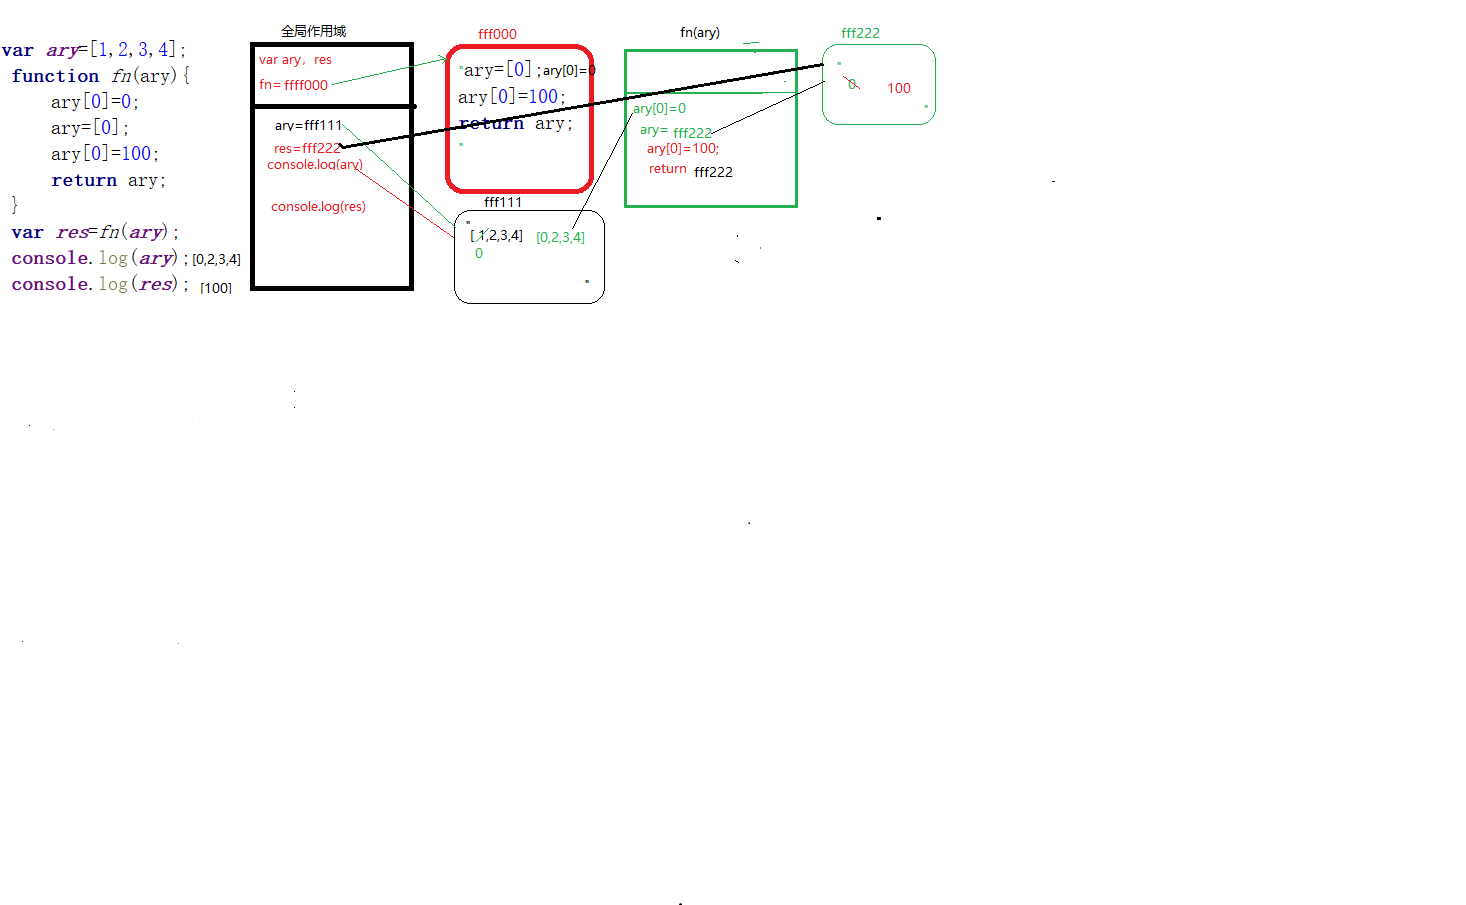 var ary=[1,2,3,4];
function fn(ary){
ary[0]=0;
ary=[0];
ary[0]=100;
return ary;
}
var res=fn(ary);
console.log(ary);[0,2,3,4]
console.log(res); [100]
全局作用域
var ary，res
fn= ffff000
ary=fff111
res=fff222
console.log(ary)
console.log(res)
fff000
"ary=[0];ary[0]=0
ary[0]=100;
return ary;
"
fff111
"
[ 1,2,3,4] [0,2,3,4]
0
"
fn(ary)
ary[0]=0
ary= fff222
ary[0]=100;
return fff222
fff222
"
0 100
"